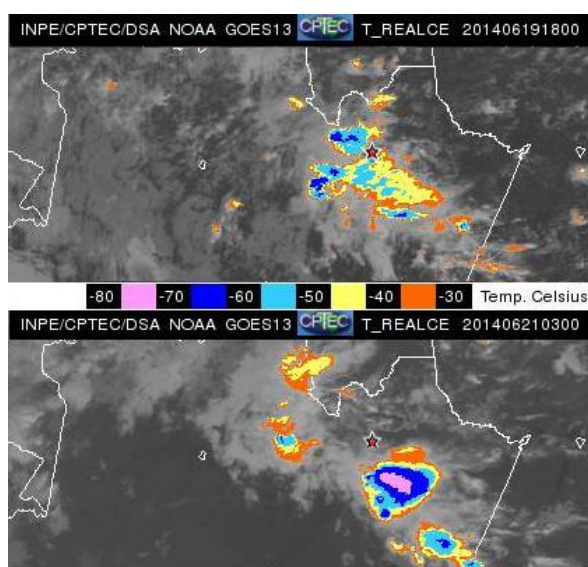 INPE/CPTEC/DSA NOAA GOES13 CPTEC T_REALCE 201406191800
-80 -70 -60 -50 -40 -30 Temp. Celsius
INPE/CPTEC/DSA NOAA GOES13 CPTEC T_REALCE 201406210300